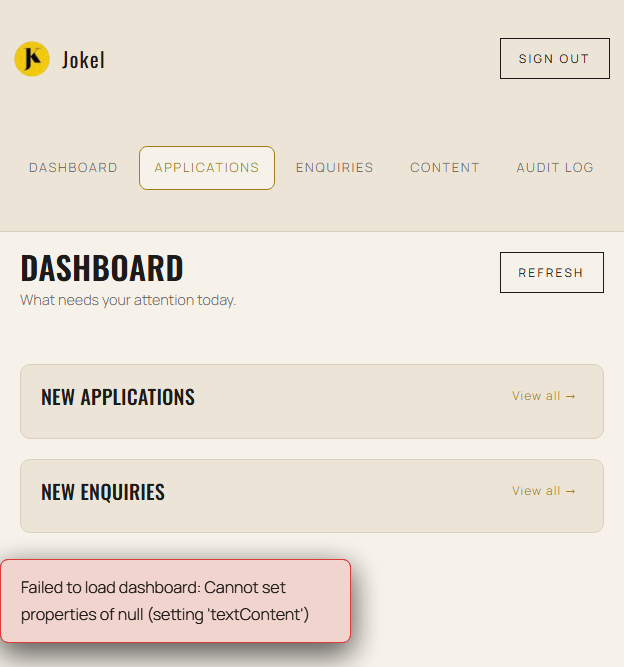 JK
Jokel
SIGN OUT
DASHBOARD
APPLICATIONS
ENQUIRIES
CONTENT
AUDIT LOG
DASHBOARD
REFRESH
What needs your attention today.
NEW APPLICATIONS
View all →
NEW ENQUIRIES
View all →
Failed to load dashboard: Cannot set
properties of null (setting 'textContent')